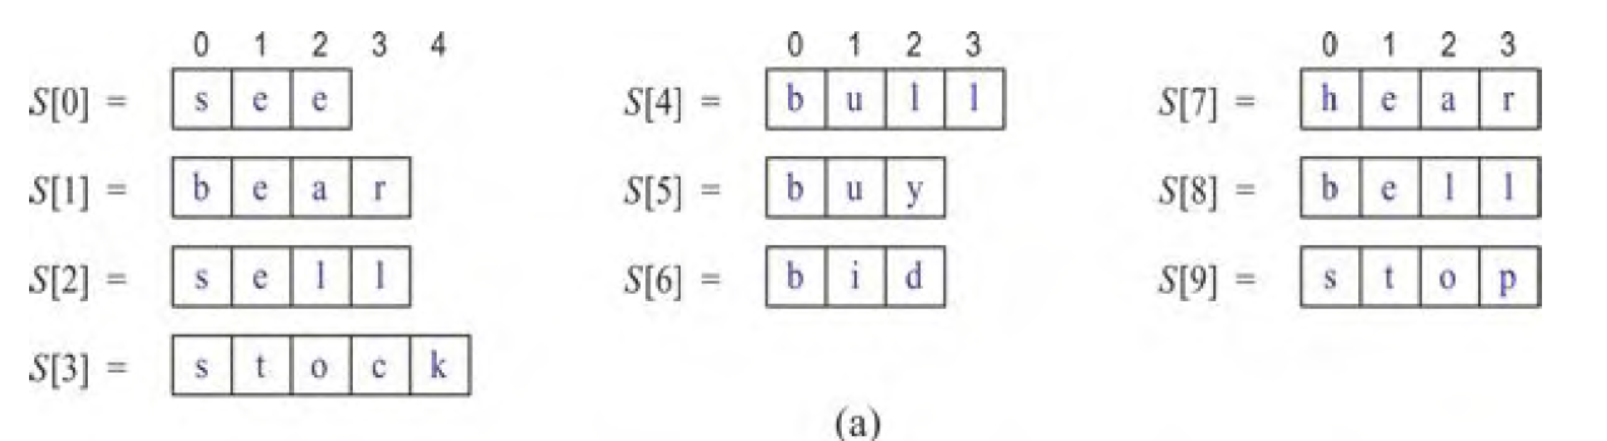 0 1 2 3 4 0 1 2 3 0 1 2 3
S[0] = s e e S[4] = b u l l S[7] = h e a r
S[1] = b e a r S[5] = b u y S[8] = b e l l
S[2] = s e l l S[6] = b i d S[9] = s t o p
S[3] = s t o c k
(a)